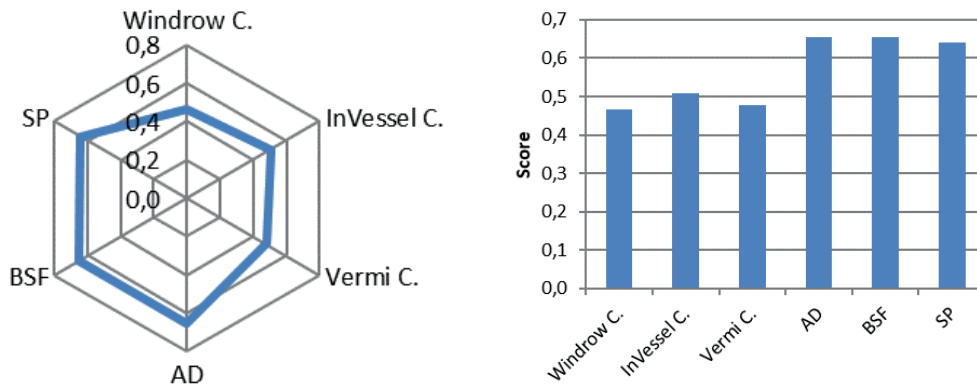 Windrow C.
0,8
0,6
0,4
0,2
0,0
InVessel C.
Vermi C.
AD
BSF
SP
Score
0,7
0,6
0,5
0,4
0,3
0,2
0,1
0,0
Windrow C.
InVessel C.
Vermi C.
AD
BSF
SP